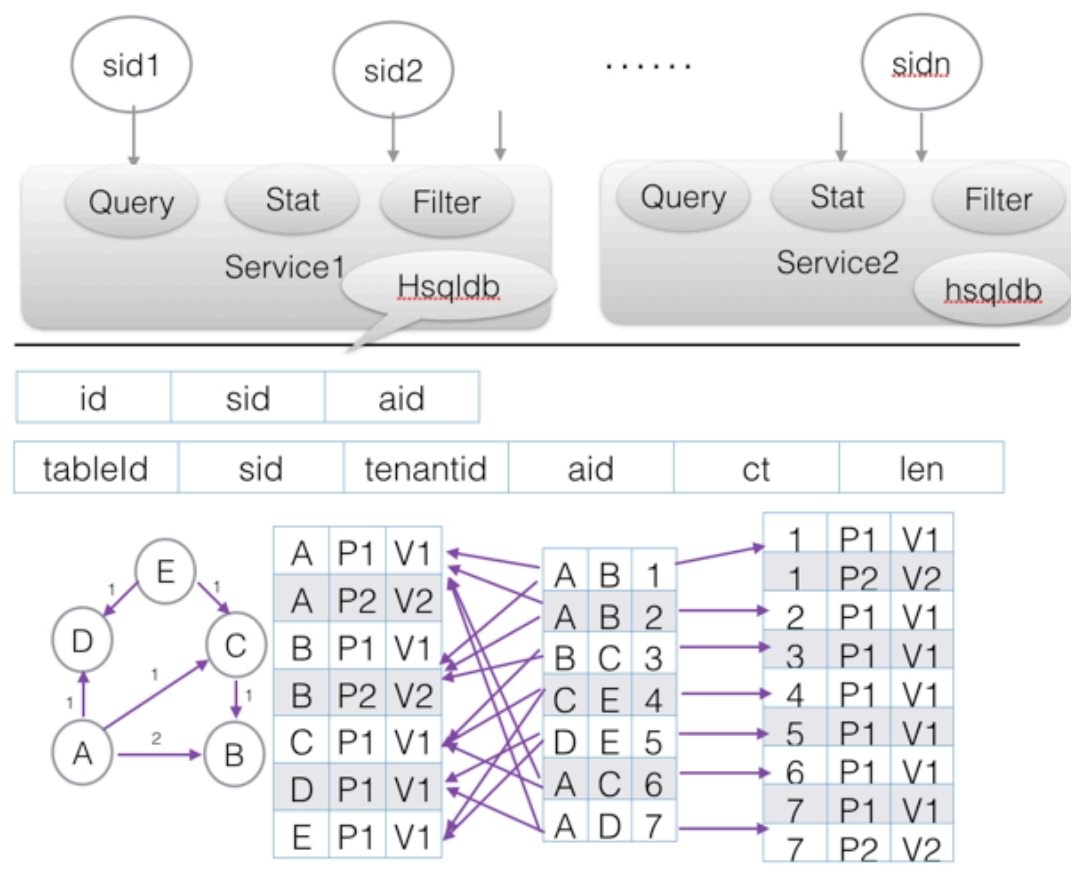 sid1 sid2 ...... sidn
Query Stat Filter Query Stat Filter
Service1 Service2
Hsqldb hsqldb
id sid aid
tableId sid tenantid aid ct len
E
1 1
D C
1 1 1
A 2 B
A P1 V1
A P2 V2
B P1 V1
B P2 V2
C P1 V1
D P1 V1
E P1 V1
A B 1
A B 2
B C 3
C E 4
D E 5
A C 6
A D 7
1 P1 V1
1 P2 V2
2 P1 V1
3 P1 V1
4 P1 V1
5 P1 V1
6 P1 V1
7 P1 V1
7 P2 V2